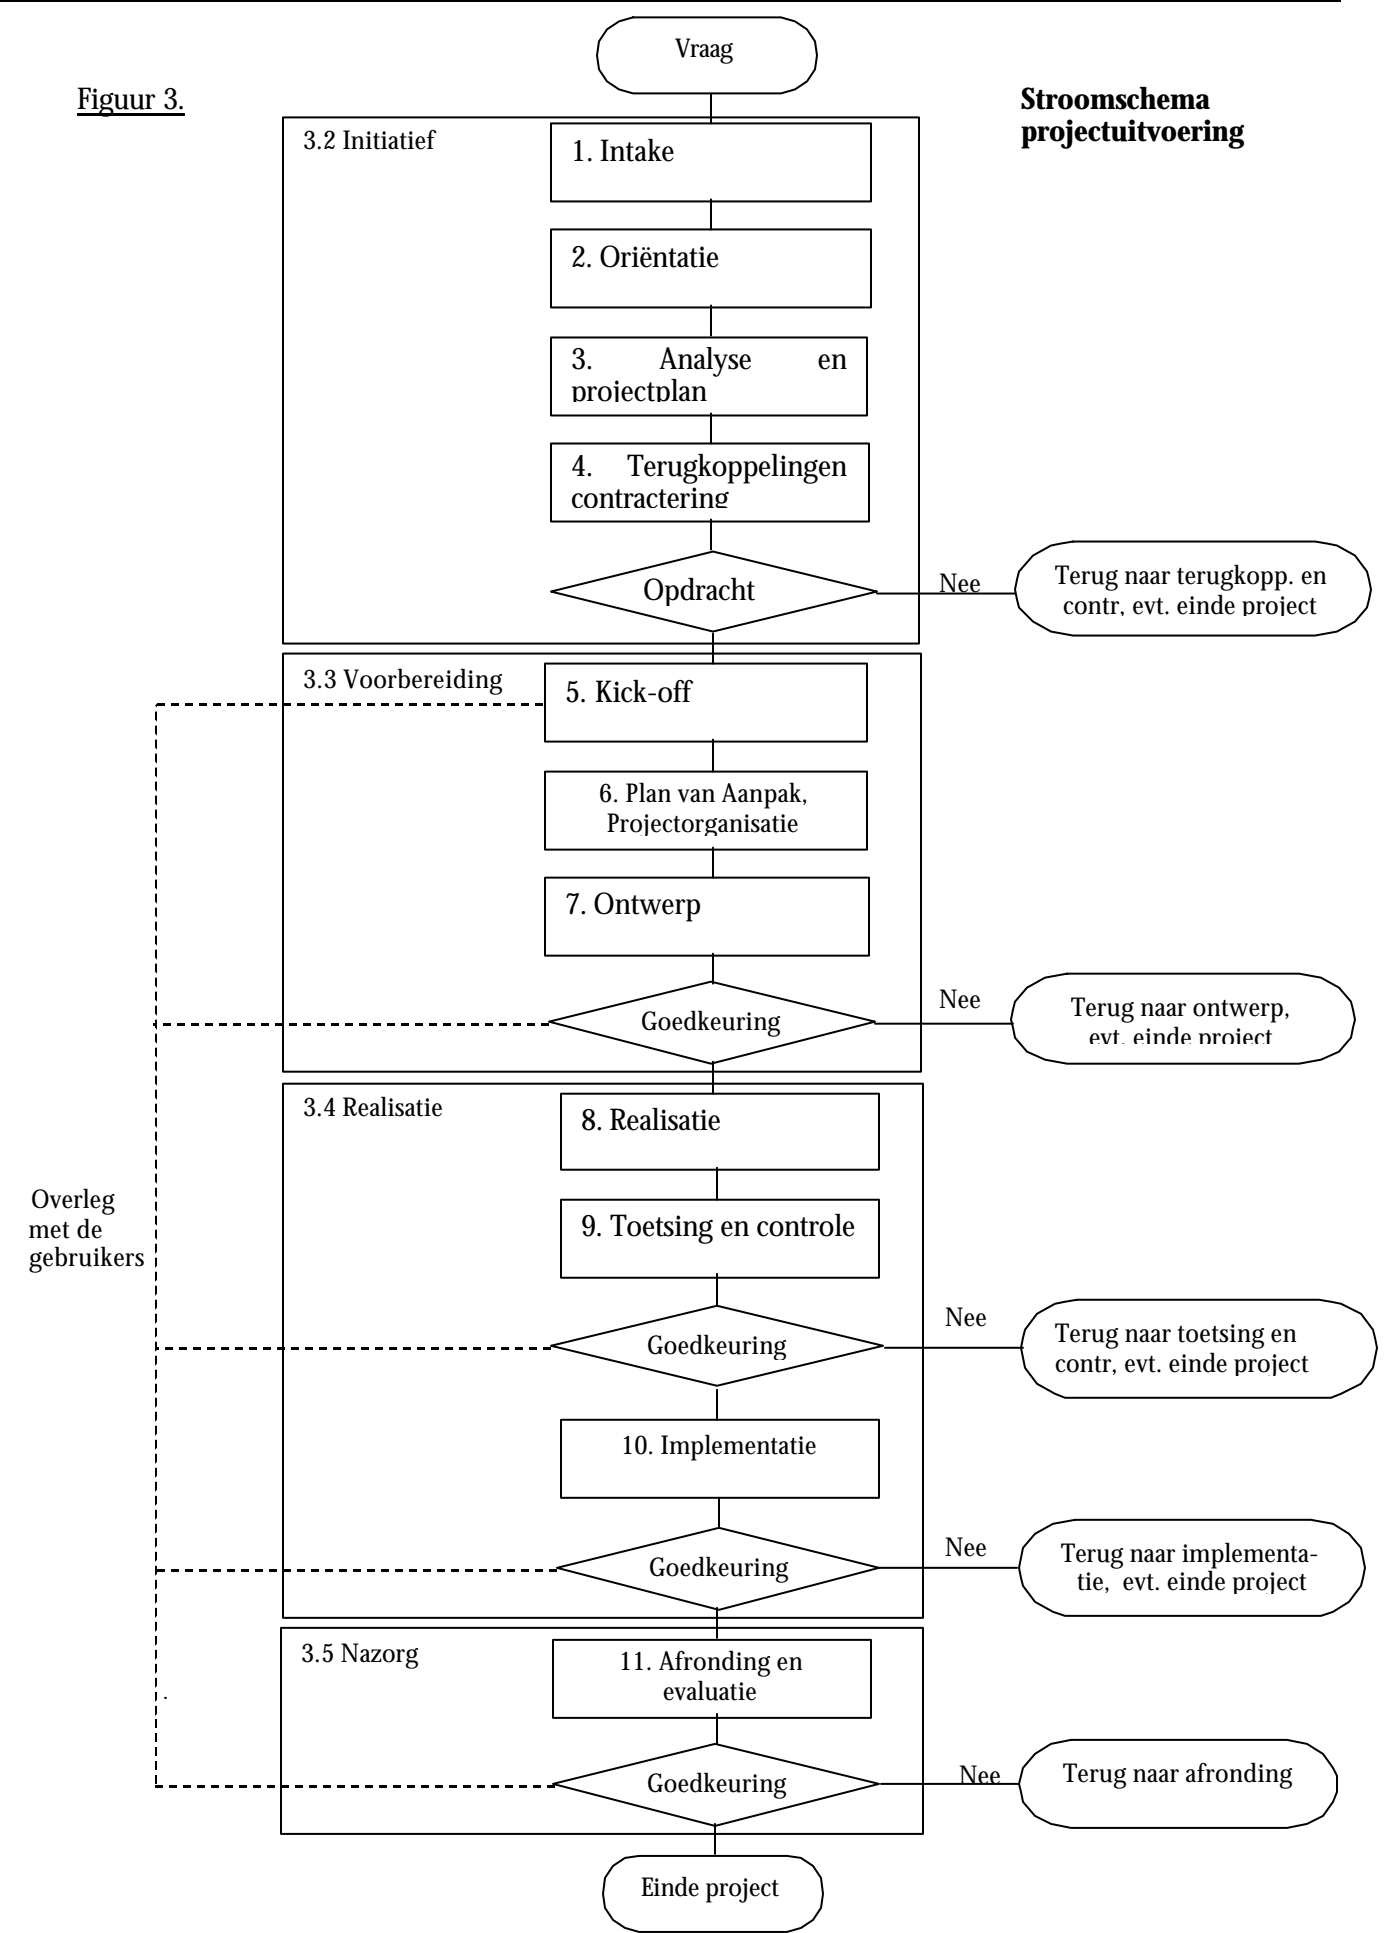 Vraag
Figuur 3.
Stroomschema
projectuitvoering
3.2 Initiatief
1. Intake
2. Oriëntatie
3. Analyse en
projectplan
4. Terugkoppelingen
contractering
Opdracht
Nee
Terug naar terugkopp. en
contr, evt. einde project
3.3 Voorbereiding
5. Kick-off
6. Plan van Aanpak,
Projectorganisatie
7. Ontwerp
Goedkeuring
Nee
Terug naar ontwerp,
evt. einde project
3.4 Realisatie
8. Realisatie
Overleg
met de
gebruikers
9. Toetsing en controle
Goedkeuring
Nee
Terug naar toetsing en
contr, evt. einde project
10. Implementatie
Goedkeuring
Nee
Terug naar implementa-
tie, evt. einde project
3.5 Nazorg
11. Afronding en
evaluatie
Goedkeuring
Nee
Terug naar afronding
Einde project